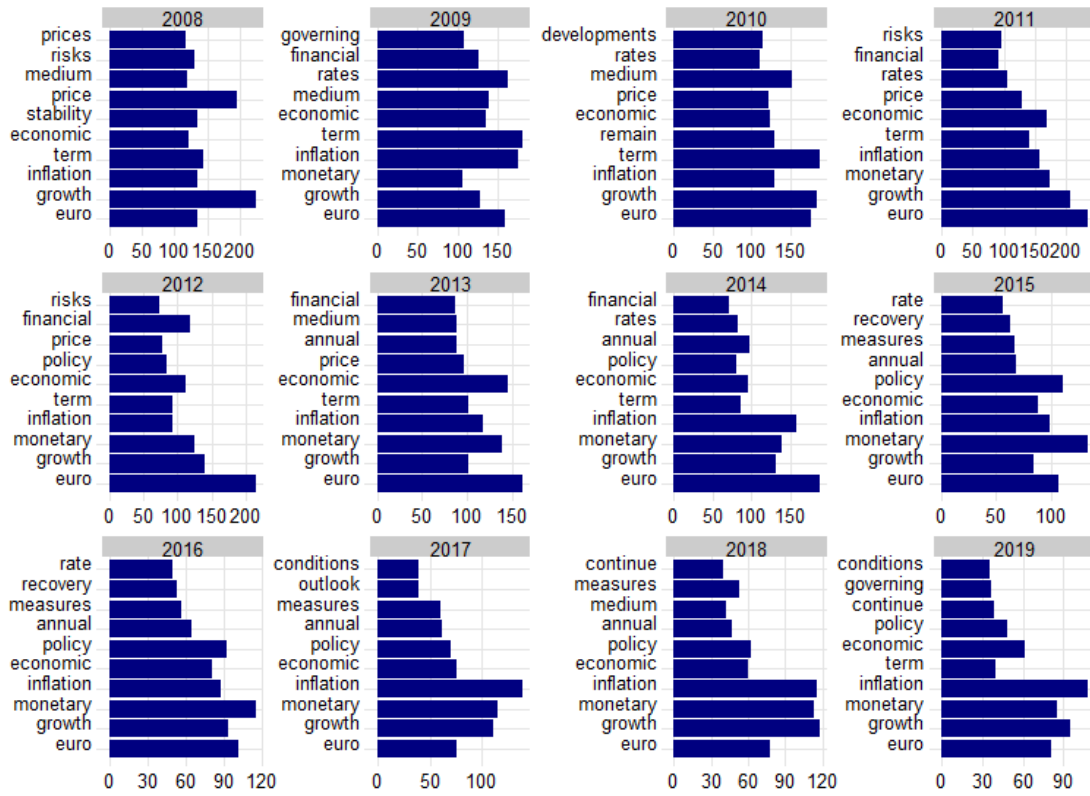 2008
prices
risks
medium
price
stability
economic
term
inflation
growth
euro
0 50 100 150 200
2009
governing
financial
rates
medium
economic
term
inflation
monetary
growth
euro
0 50 100 150
2010
developments
rates
medium
price
economic
remain
term
inflation
growth
euro
0 50 100 150
2011
risks
financial
rates
price
economic
term
inflation
monetary
growth
euro
0 50 100 150 200
2012
risks
financial
price
policy
economic
term
inflation
monetary
growth
euro
0 50 100 150 200
2013
financial
medium
annual
price
economic
term
inflation
monetary
growth
euro
0 50 100 150
2014
financial
rates
annual
policy
economic
term
inflation
monetary
growth
euro
0 50 100 150
2015
rate
recovery
measures
annual
policy
economic
inflation
monetary
growth
euro
0 50 100
2016
rate
recovery
measures
annual
policy
economic
inflation
monetary
growth
euro
0 30 60 90 120
2017
conditions
outlook
measures
annual
policy
economic
inflation
monetary
growth
euro
0 50 100
2018
continue
measures
medium
annual
policy
economic
inflation
monetary
growth
euro
0 30 60 90 120
2019
conditions
governing
continue
policy
economic
term
inflation
monetary
growth
euro
0 30 60 90